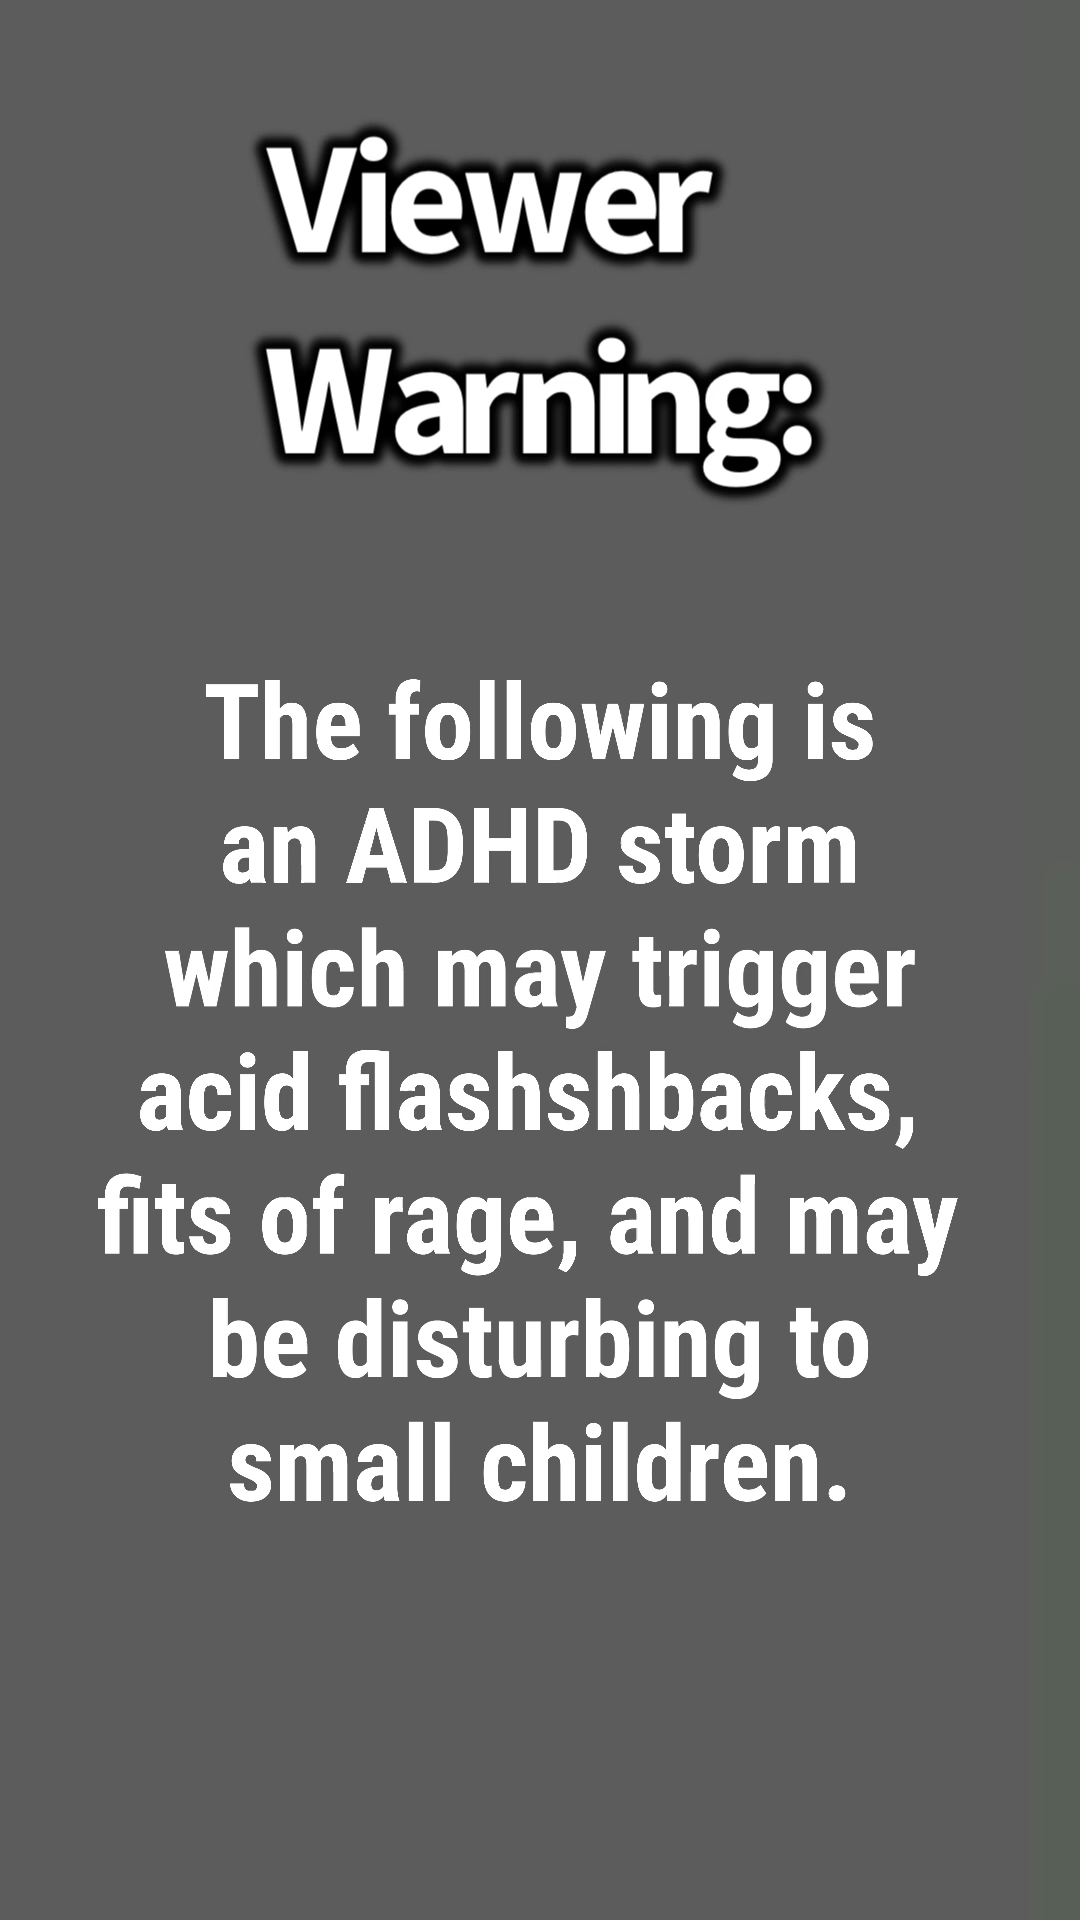 Viewer
Warning:
The following is
an ADHD storm
which may trigger
acid flashshbacks,
fits of rage, and may
be disturbing to
small children.